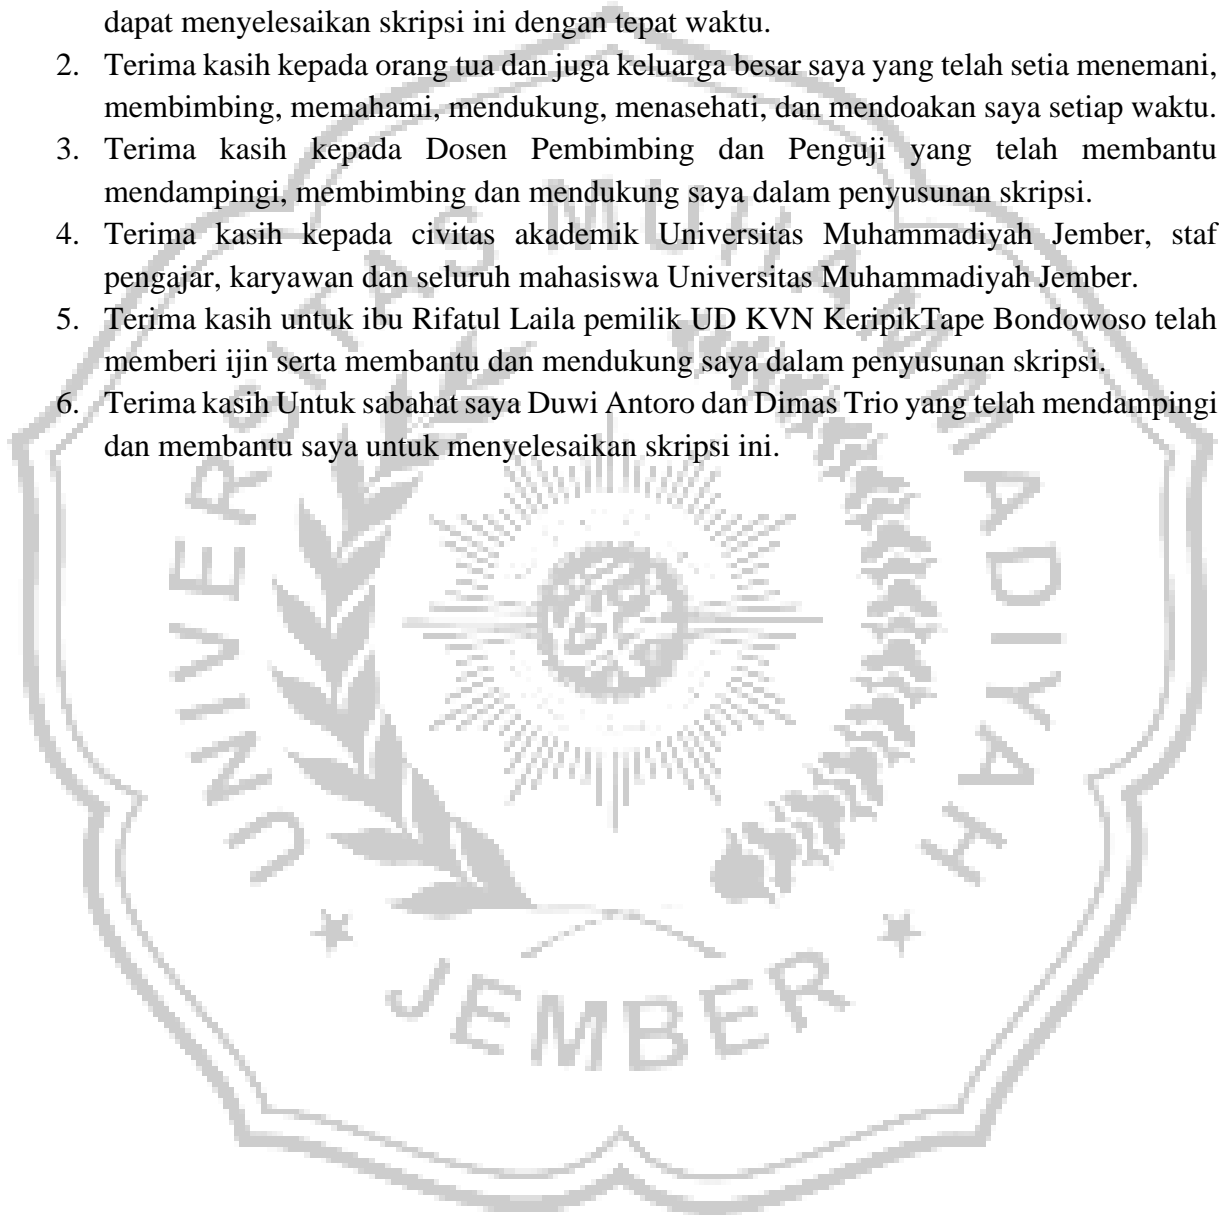 dapat menyelesaikan skripsi ini dengan tepat waktu.
2. Terima kasih kepada orang tua dan juga keluarga besar saya yang telah setia menemani,
membimbing, memahami, mendukung, menasehati, dan mendoakan saya setiap waktu.
3. Terima kasih kepada Dosen Pembimbing dan Penguji yang telah membantu
mendampingi, membimbing dan mendukung saya dalam penyusunan skripsi.
4. Terima kasih kepada civitas akademik Universitas Muhammadiyah Jember, staf
pengajar, karyawan dan seluruh mahasiswa Universitas Muhammadiyah Jember.
5. Terima kasih untuk ibu Rifatul Laila pemilik UD KVN KeripikTape Bondowoso telah
memberi ijin serta membantu dan mendukung saya dalam penyusunan skripsi.
6. Terima kasih Untuk sabahat saya Duwi Antoro dan Dimas Trio yang telah mendampingi
dan membantu saya untuk menyelesaikan skripsi ini.
UNIVERSITAS MUHAMMADIYAH
JEMBER